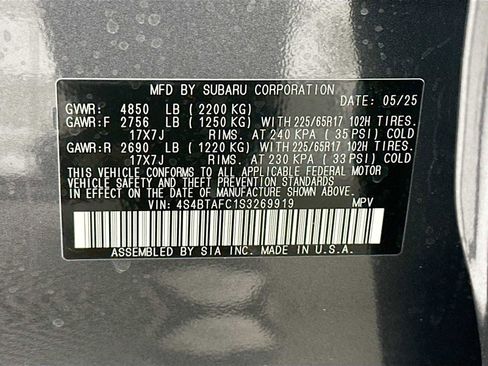 MFD BY SUBARU CORPORATION
GVWR: 4850 LB (2200 KG) DATE: 05/25
GAWR:F 2756 LB (1250 KG) WITH 225/65R17 102H TIRES.
17X7J RIMS. AT 240 KPA (35 PSI) COLD
GAWR:R 2690 LB (1220 KG) WITH 225/65R17 102H TIRES.
17X7J RIMS. AT 230 KPA (33 PSI) COLD
THIS VEHICLE CONFORMS TO ALL APPLICABLE FEDERAL MOTOR
VEHICLE SAFETY, BUMPER, AND THEFT PREVENTION STANDARDS
IN EFFECT ON THE DATE OF MANUFACTURE SHOWN ABOVE.
VIN: 4S4BTAFC1S3269919 MPV
ASSEMBLED BY SIA INC. MADE IN U.S.A.